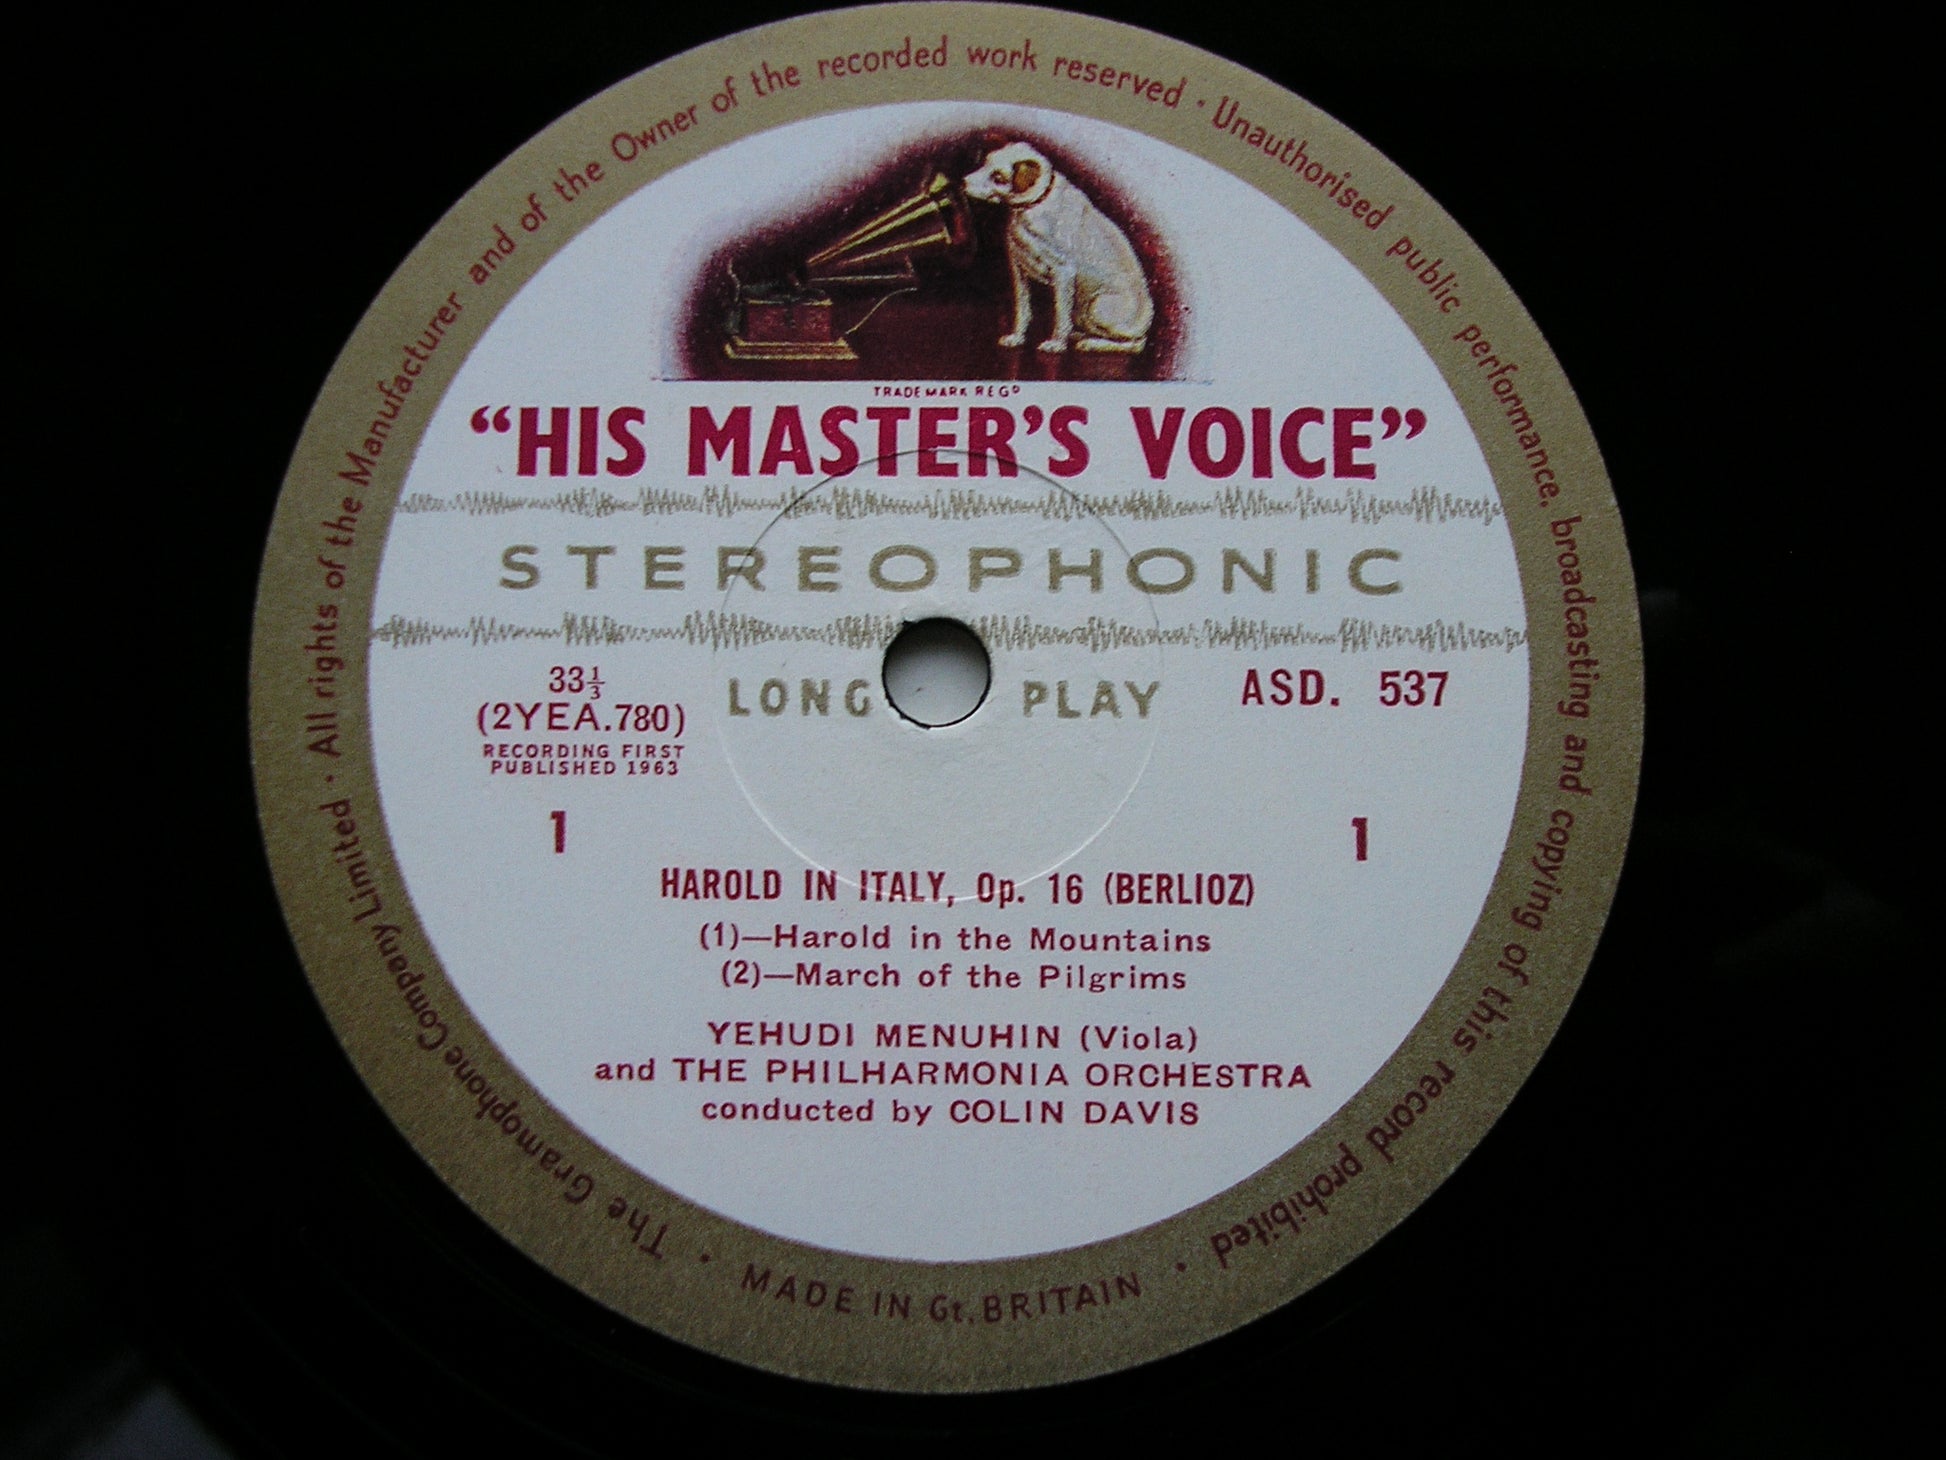 The Gramophone Company Limited · All rights of the Manufacturer and of the Owner of the recorded work reserved · Unauthorised public performance, broadcasting and copying of this record prohibited ·
TRADE MARK REGD
“HIS MASTER'S VOICE”
STEREOPHONIC
LONG PLAY
33⅓
(2YEA.780)
RECORDING FIRST
PUBLISHED 1963
ASD. 537
1 1
HAROLD IN ITALY, Op. 16 (BERLIOZ)
(1)—Harold in the Mountains
(2)—March of the Pilgrims
YEHUDI MENUHIN (Viola)
and THE PHILHARMONIA ORCHESTRA
conducted by COLIN DAVIS
· MADE IN Gt. BRITAIN